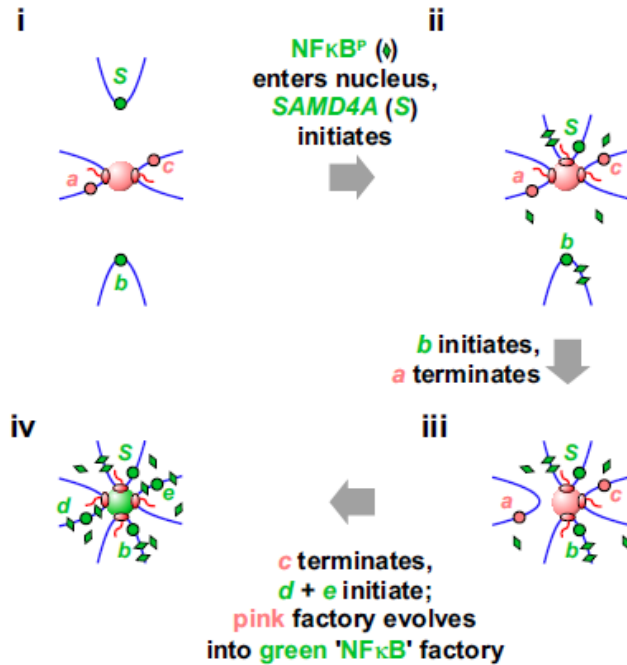 i
S
a
c
b
NFκBᴾ (♦)
enters nucleus,
SAMD4A (S)
initiates
ii
S
a
c
b
b initiates,
a terminates
iii
S
a
c
b
c terminates,
d + e initiate;
pink factory evolves
into green 'NFκB' factory
iv
S
e
d
b